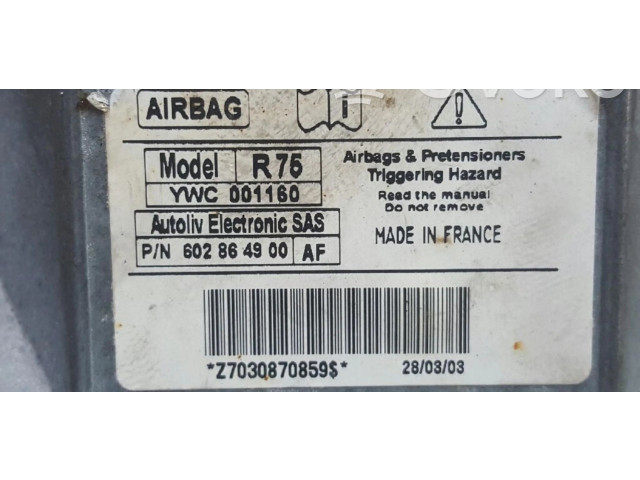 AIRBAG
Model R75
YWC 001160
Autoliv Electronic SAS
P/N 602 86 49 00 AF
Airbags & Pretensioners
Triggering Hazard
Read the manual
Do not remove
MADE IN FRANCE
*Z7030870859$*
28/03/03